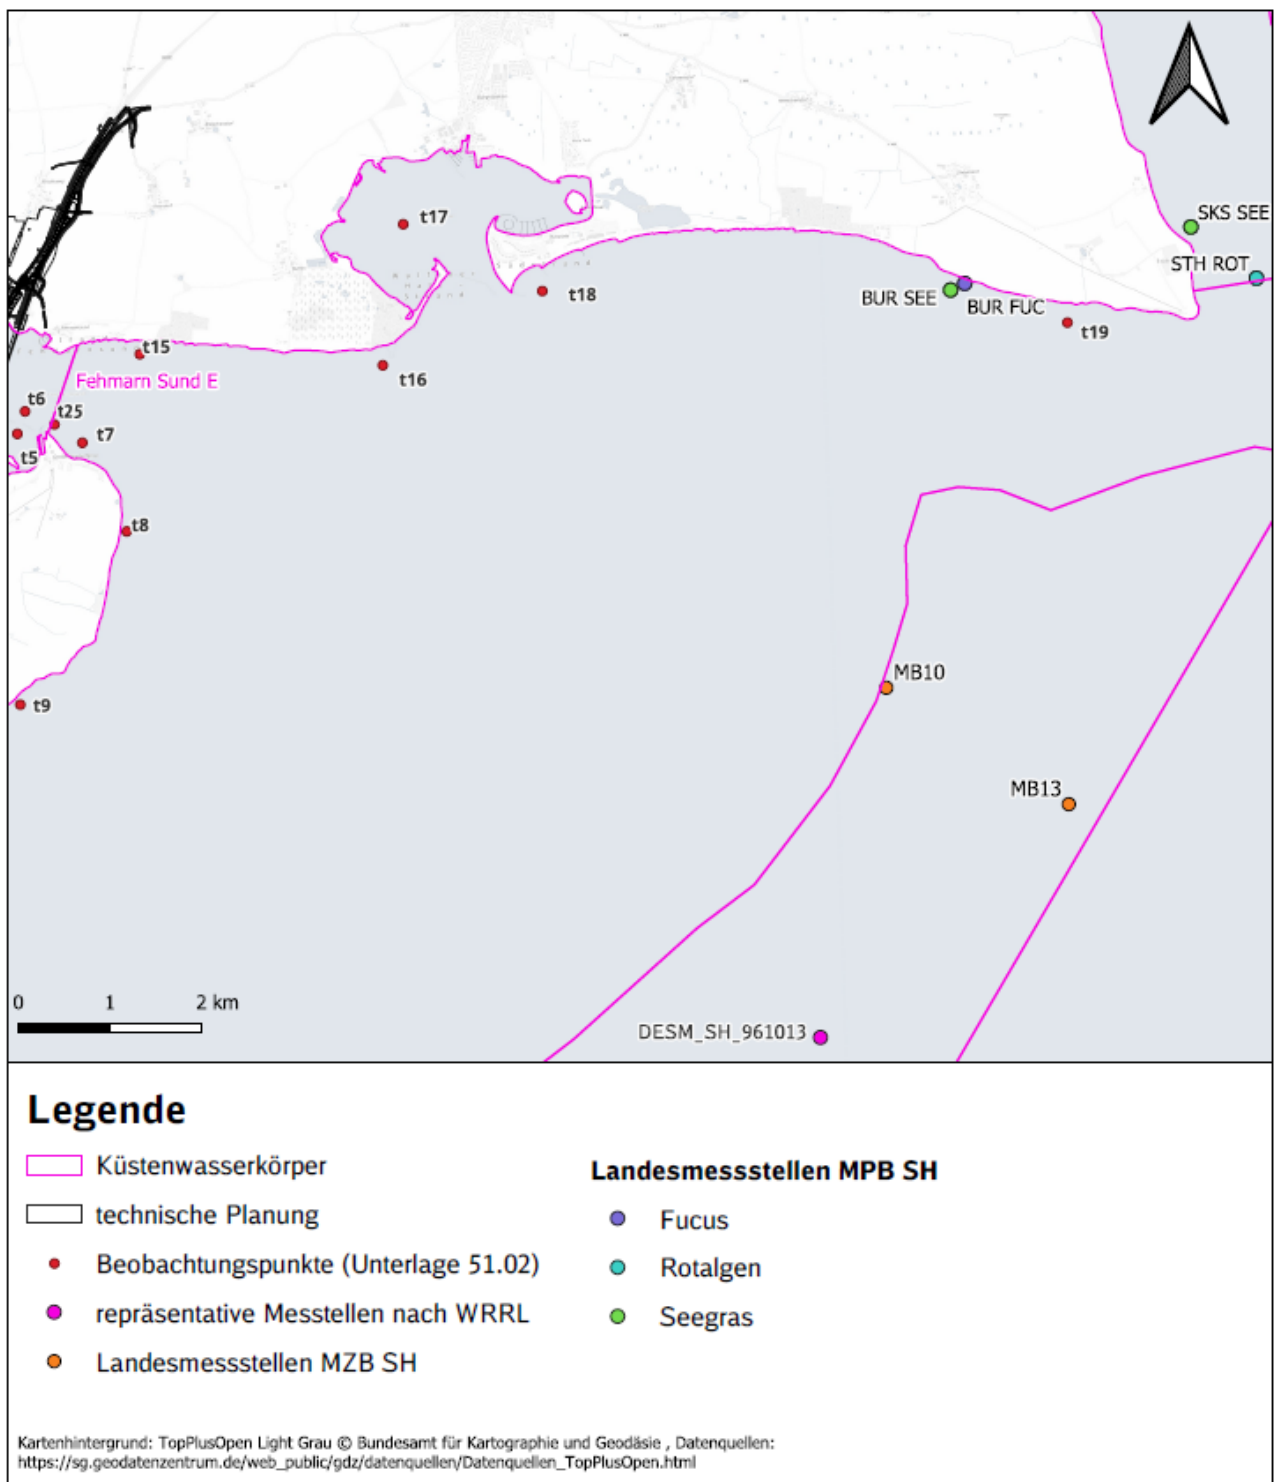 SKS SEE
t17
STH ROT
t18
BUR SEE
BUR FUC
t19
t15
t16
Fehmarn Sund E
t6
t25
t7
t5
t8
MB10
t9
MB13
0 1 2 km
DESM_SH_961013
Legende
Küstenwasserkörper
technische Planung
Beobachtungspunkte (Unterlage 51.02)
repräsentative Messtellen nach WRRL
Landesmessstellen MZB SH
Landesmessstellen MPB SH
Fucus
Rotalgen
Seegras
Kartenhintergrund: TopPlusOpen Light Grau © Bundesamt für Kartographie und Geodäsie , Datenquellen:
https://sg.geodatenzentrum.de/web_public/gdz/datenquellen/Datenquellen_TopPlusOpen.html